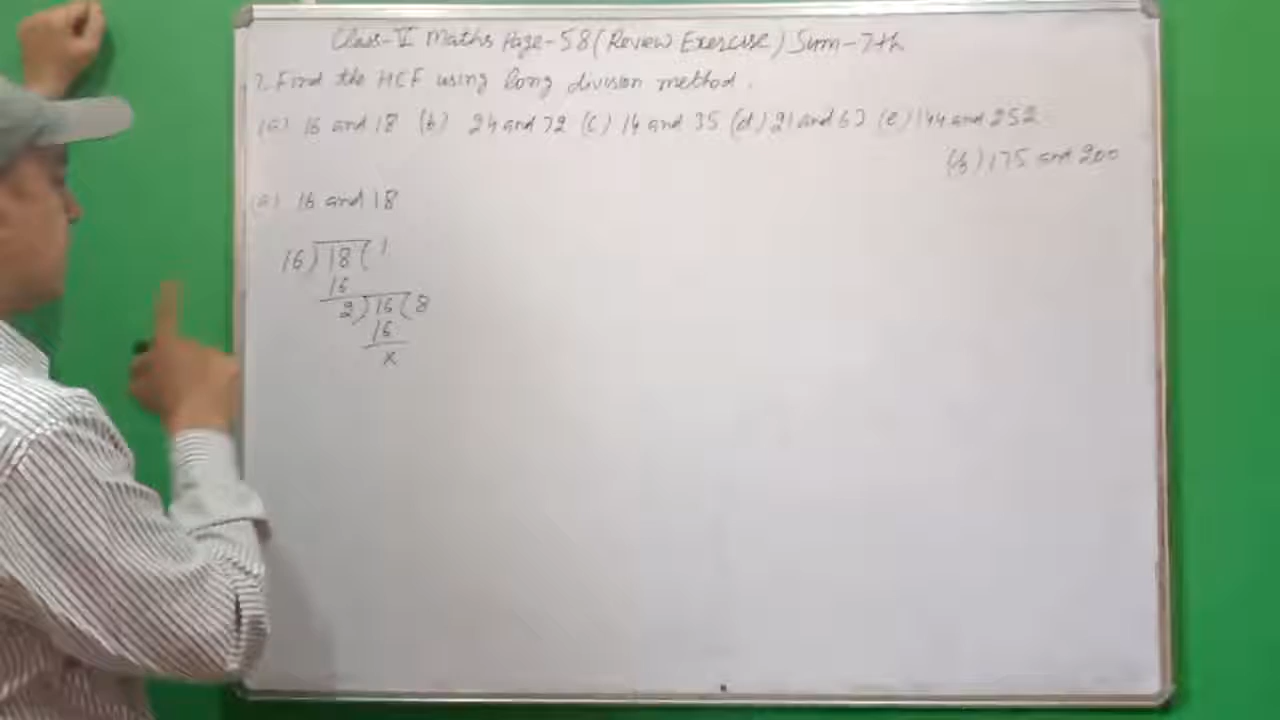 Class-VI Maths Page-58 (Review Exercise) Sum-7th
7. Find the HCF using long division method.
(a) 16 and 18 (b) 24 and 72 (c) 14 and 35 (d) 21 and 63 (e) 144 and 252
(f) 175 and 200
(a) 16 and 18
16) 18 ( 1
16
2) 16 ( 8
16
x